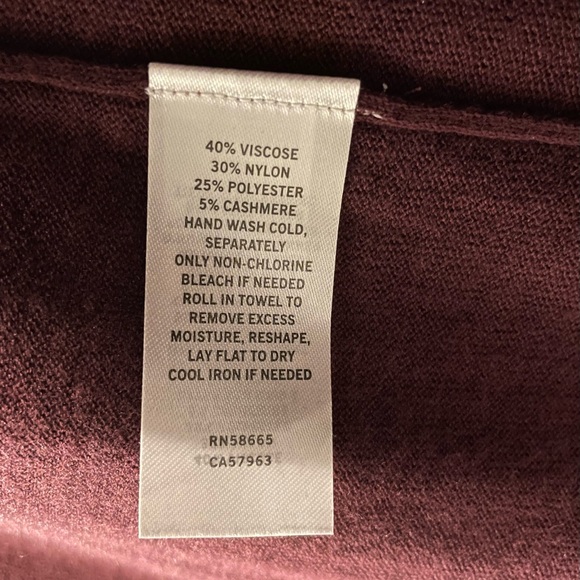 40% VISCOSE
30% NYLON
25% POLYESTER
5% CASHMERE
HAND WASH COLD,
SEPARATELY
ONLY NON-CHLORINE
BLEACH IF NEEDED
ROLL IN TOWEL TO
REMOVE EXCESS
MOISTURE, RESHAPE,
LAY FLAT TO DRY
COOL IRON IF NEEDED
RN58665
CA57963